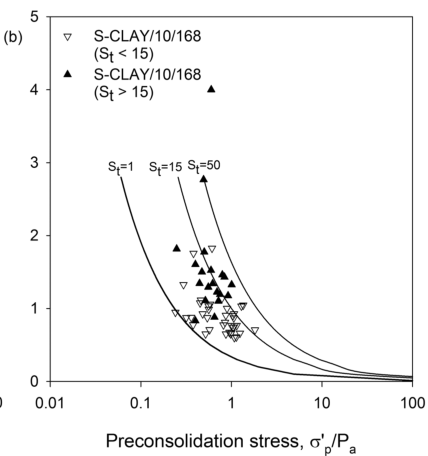 (b)
5
▽ S-CLAY/10/168
(St < 15)
▲ S-CLAY/10/168
(St > 15)
4
3
St=1 St=15 St=50
2
1
0
0
0.01 0.1 1 10 100
Preconsolidation stress, σ'p/Pa